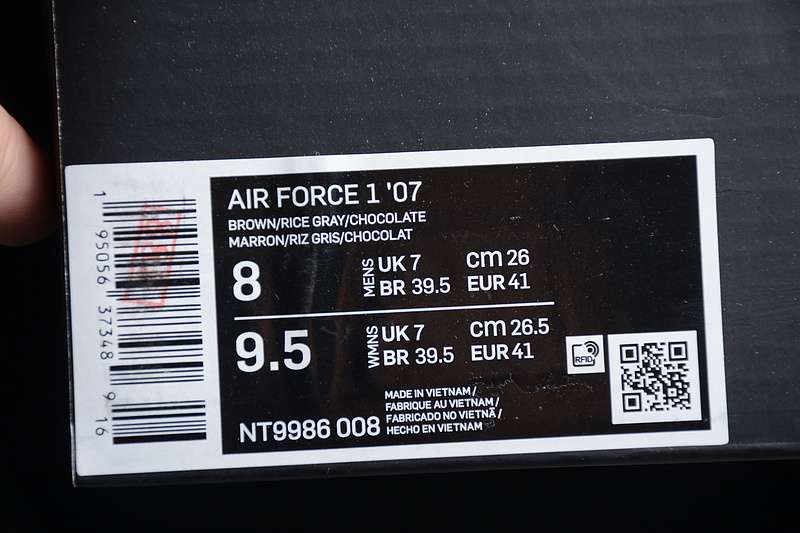 AIR FORCE 1 '07
BROWN/RICE GRAY/CHOCOLATE
MARRON/RIZ GRIS/CHOCOLAT
8 MENS UK 7 CM 26
BR 39.5 EUR 41
9.5 WMNS UK 7 CM 26.5
BR 39.5 EUR 41
RFID
NT9986 008
MADE IN VIETNAM /
FABRIQUE AU VIETNAM /
FABRICADO NO VIETNÃ /
HECHO EN VIETNAM
1 95056 37348 9 16